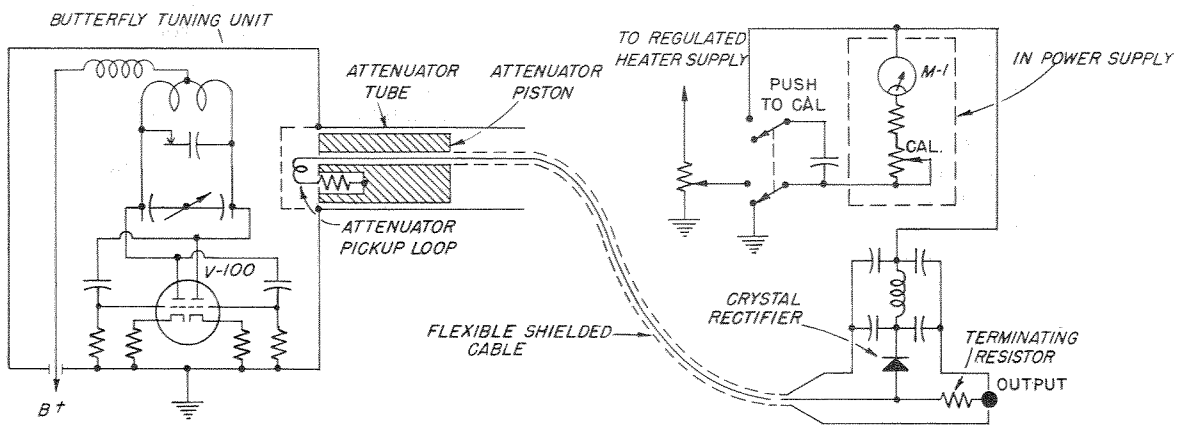 BUTTERFLY TUNING UNIT
ATTENUATOR
TUBE
ATTENUATOR
PISTON
TO REGULATED
HEATER SUPPLY
PUSH
TO CAL
M-1
CAL.
IN POWER SUPPLY
ATTENUATOR
PICKUP LOOP
V-100
FLEXIBLE SHIELDED
CABLE
CRYSTAL
RECTIFIER
TERMINATING
RESISTOR
OUTPUT
B+